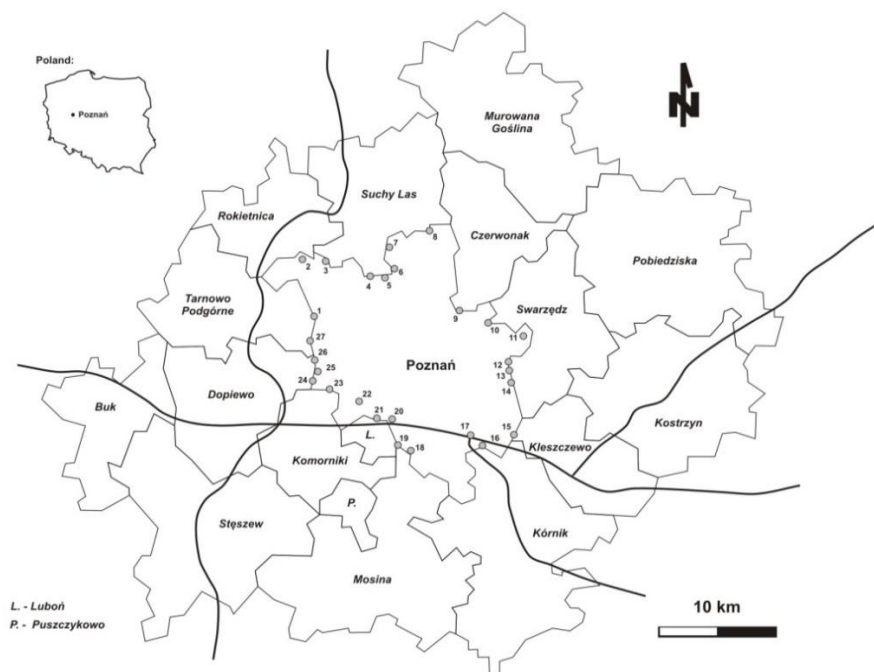 Poland:
Poznań
N
Murowana
Goślina
Suchy Las
Rokietnica
Czerwonak
Pobiedziska
8
7
2
3
6
4
5
Tarnowo
Podgórne
Swarzędz
9
1
10
11
27
26
Poznań
12
25
13
24
23
14
Dopiewo
22
Buk
21
20
Kostrzyn
L.
17
15
Kleszczewo
16
19
18
Komorniki
P.
Stęszew
Kórnik
Mosina
L. - Luboń
P. - Puszczykowo
10 km